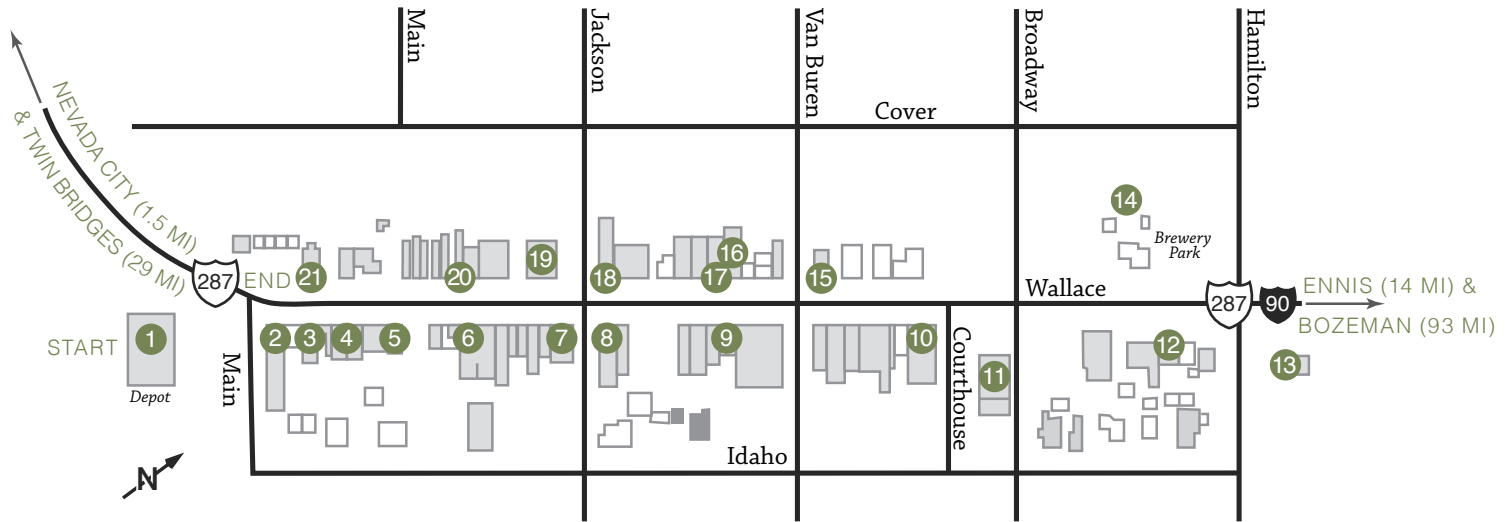 Main
Jackson
Van Buren
Broadway
Hamilton
Cover
NEVADA CITY (1.5 MI)
& TWIN BRIDGES (29 MI)
14
Brewery
Park
287
END
21
20
19
18
16
17
15
Wallace
287
90
ENNIS (14 MI) &
BOZEMAN (93 MI)
START
1
Depot
2
3
4
5
6
7
8
9
10
11
12
13
Main
Courthouse
Idaho
N